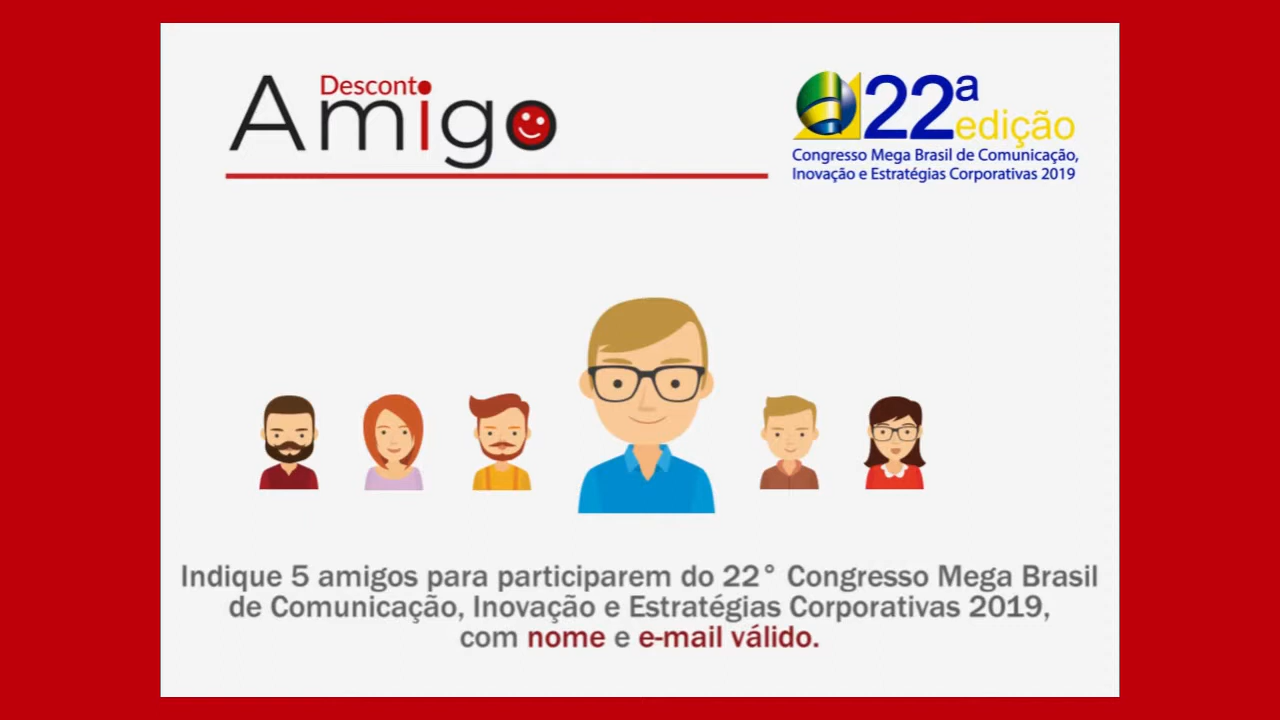 Desconto
Amigo
22ª
edição
Congresso Mega Brasil de Comunicação,
Inovação e Estratégias Corporativas 2019
Indique 5 amigos para participarem do 22° Congresso Mega Brasil
de Comunicação, Inovação e Estratégias Corporativas 2019,
com nome e e-mail válido.